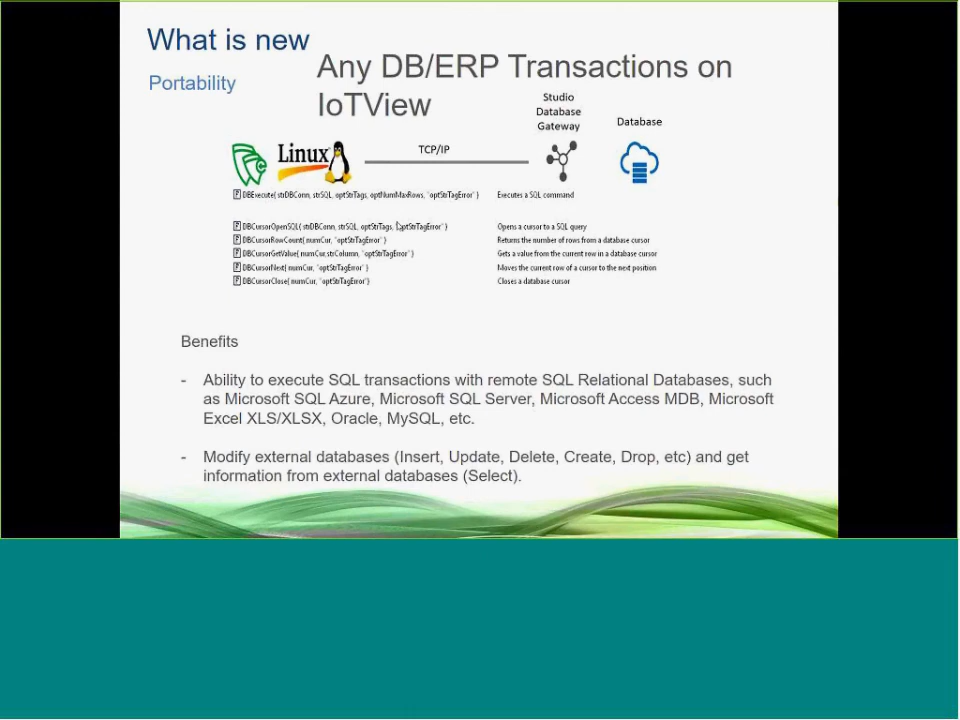 What is new
Portability
Any DB/ERP Transactions on
IoTView
Studio
Database
Gateway
Database
Linux
TCP/IP
DBExecute( strDBConn, strSQL, optStrTags, optNumMaxRows, "optStrTagError" )
Executes a SQL command
DBCursorOpenSQL( strDBConn, strSQL, optStrTags, optStrTagError" )
Opens a cursor to a SQL query
DBCursorRowCount( numCur, "optStrTagError" )
Returns the number of rows from a database cursor
DBCursorGetValue( numCur,strColumn, "optStrTagError" )
Gets a value from the current row in a database cursor
DBCursorNext( numCur, "optStrTagError" )
Moves the current row of a cursor to the next position
DBCursorClose( numCur, "optStrTagError")
Closes a database cursor
Benefits
- Ability to execute SQL transactions with remote SQL Relational Databases, such
as Microsoft SQL Azure, Microsoft SQL Server, Microsoft Access MDB, Microsoft
Excel XLS/XLSX, Oracle, MySQL, etc.
- Modify external databases (Insert, Update, Delete, Create, Drop, etc) and get
information from external databases (Select).